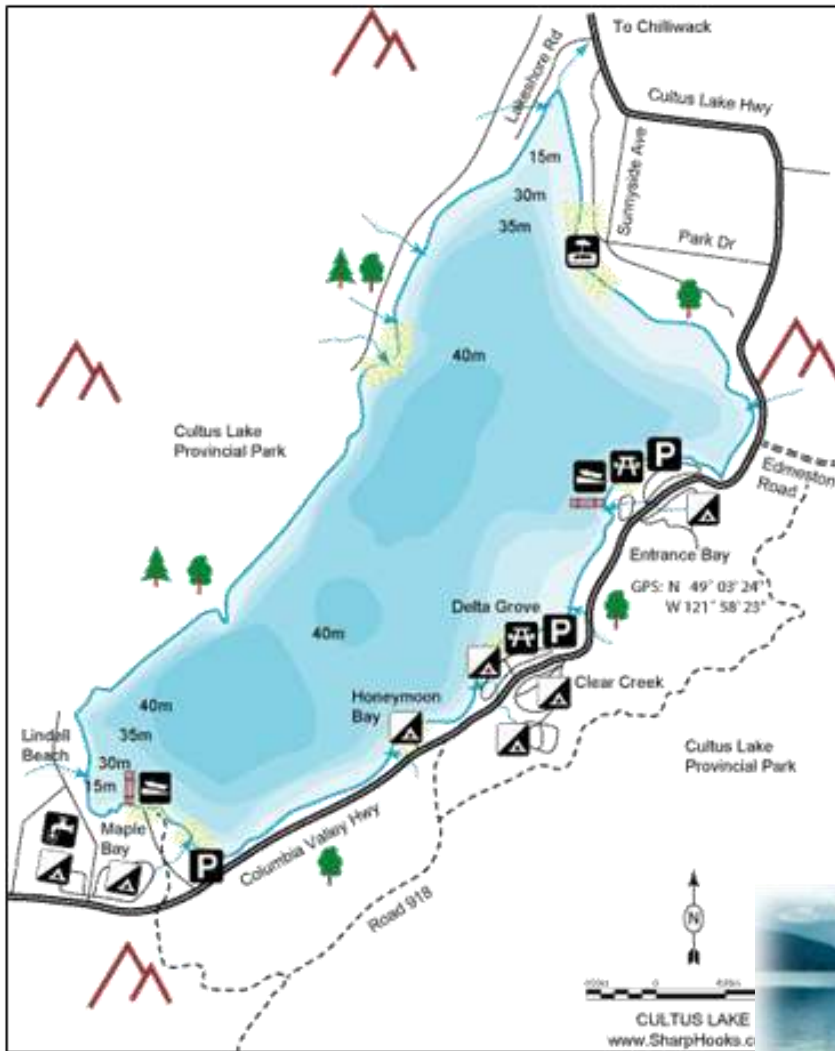 To Chilliwack
Lakeshore Rd
Cultus Lake Hwy
15m
Sunnyside Ave
30m
35m
Park Dr
40m
Cultus Lake
Provincial Park
P
Edmeston
Road
Entrance Bay
GPS: N 49° 03' 24"
W 121° 58' 23"
Delta Grove
40m
P
Clear Creek
Honeymoon
Bay
40m
Lindell
Beach
35m
30m
15m
Cultus Lake
Provincial Park
Maple
Bay
P
Columbia Valley Hwy
Road 918
N
0
CULTUS LAKE
www.SharpHooks.c